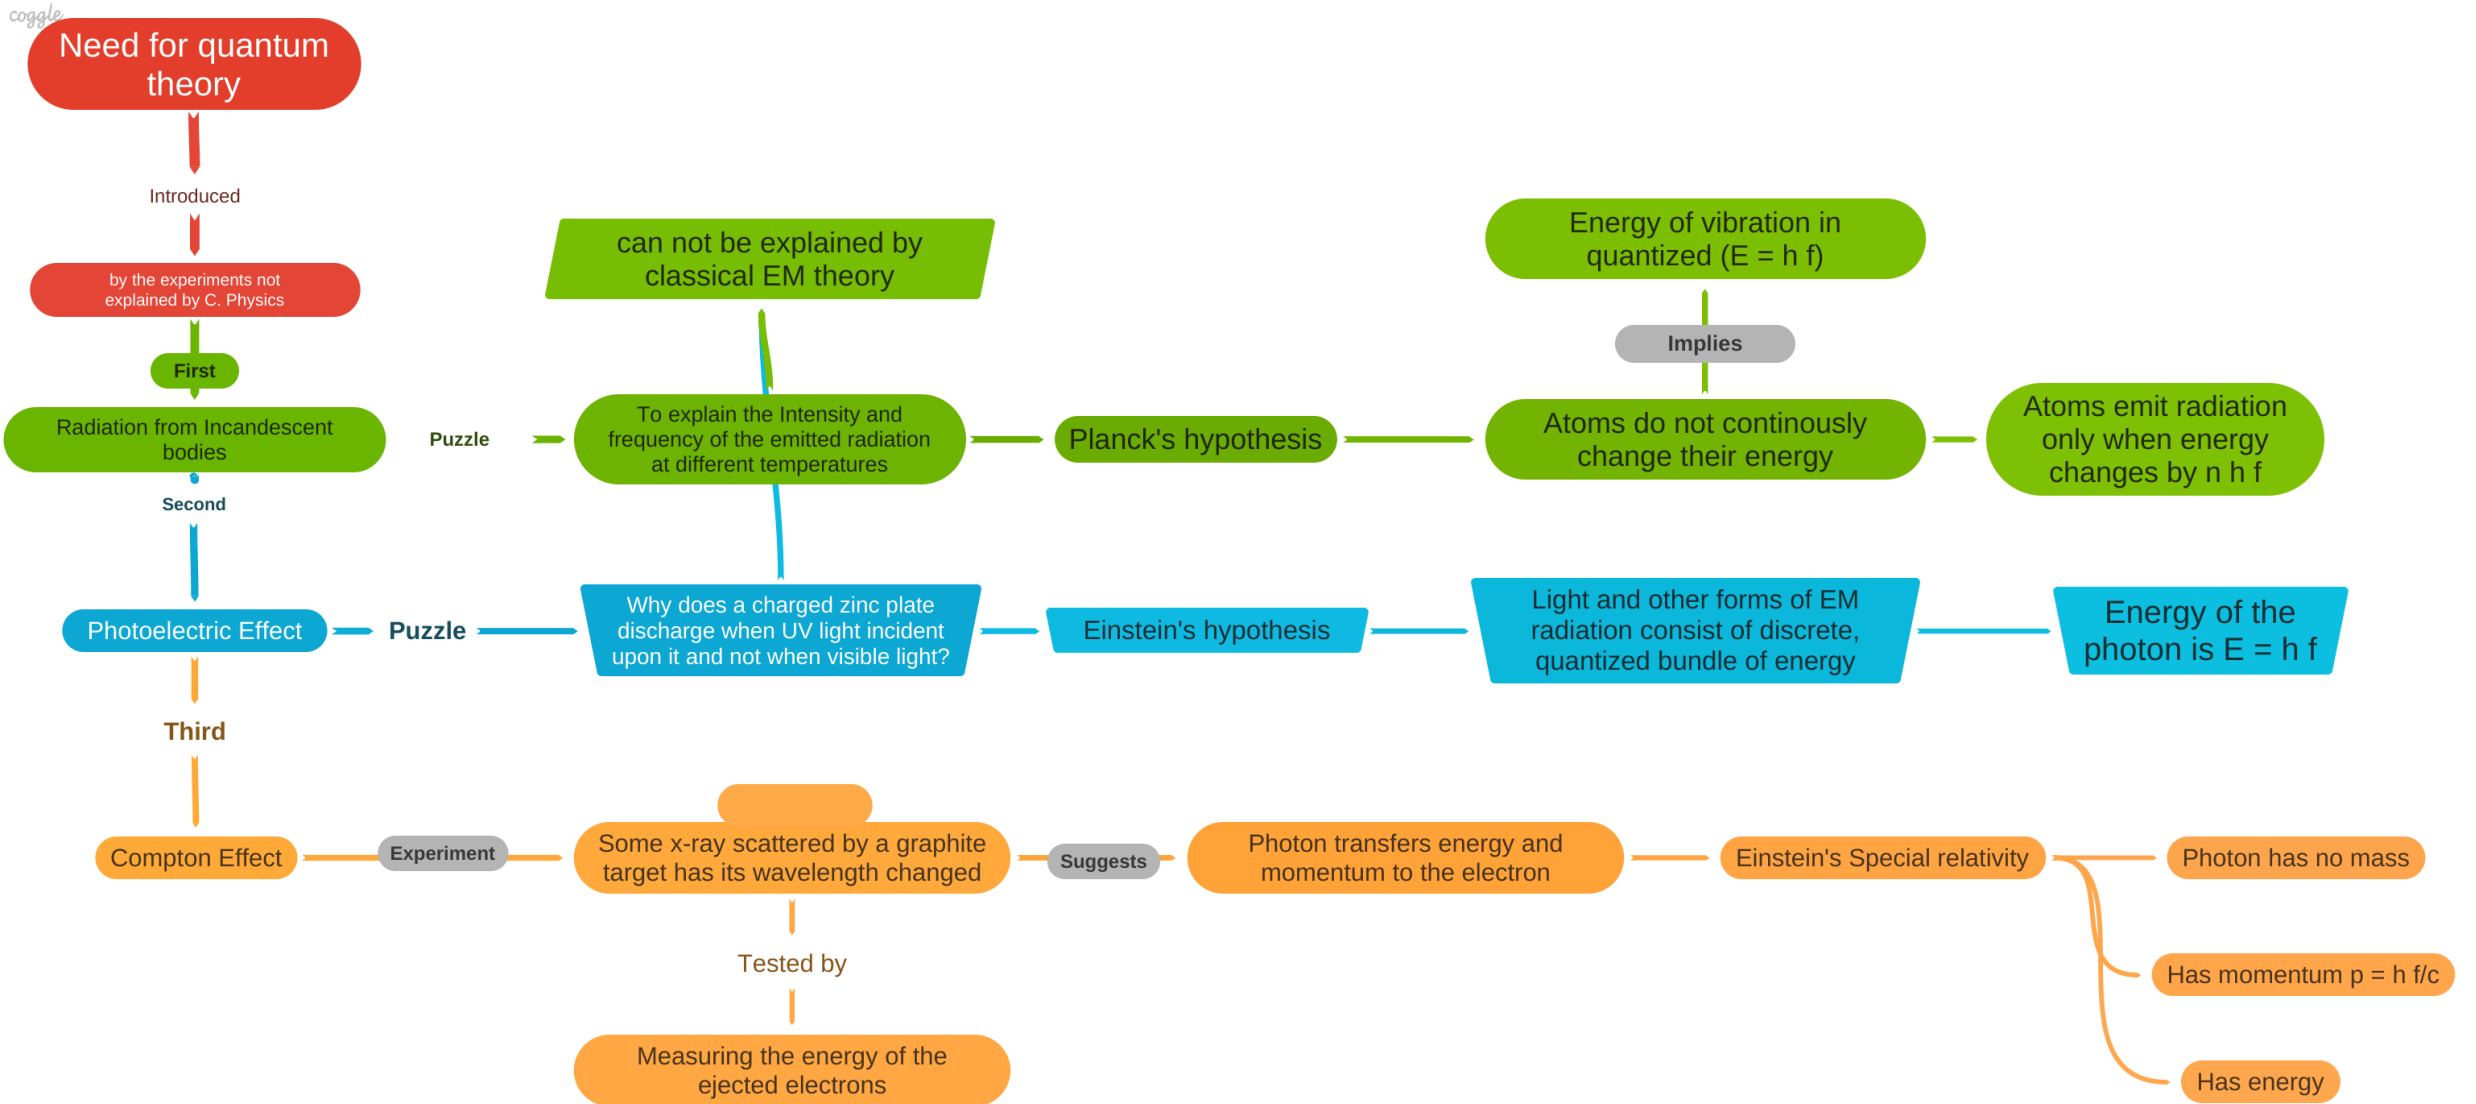 coggle
Need for quantum
theory
Introduced
by the experiments not
explained by C. Physics
First
Radiation from Incandescent
bodies
Puzzle
To explain the Intensity and
frequency of the emitted radiation
at different temperatures
can not be explained by
classical EM theory
Planck's hypothesis
Atoms do not continously
change their energy
Implies
Energy of vibration in
quantized (E = h f)
Atoms emit radiation
only when energy
changes by n h f
Second
Photoelectric Effect
Puzzle
Why does a charged zinc plate
discharge when UV light incident
upon it and not when visible light?
Einstein's hypothesis
Light and other forms of EM
radiation consist of discrete,
quantized bundle of energy
Energy of the
photon is E = h f
Third
Compton Effect
Experiment
Some x-ray scattered by a graphite
target has its wavelength changed
Suggests
Photon transfers energy and
momentum to the electron
Einstein's Special relativity
Photon has no mass
Has momentum p = h f/c
Has energy
Tested by
Measuring the energy of the
ejected electrons